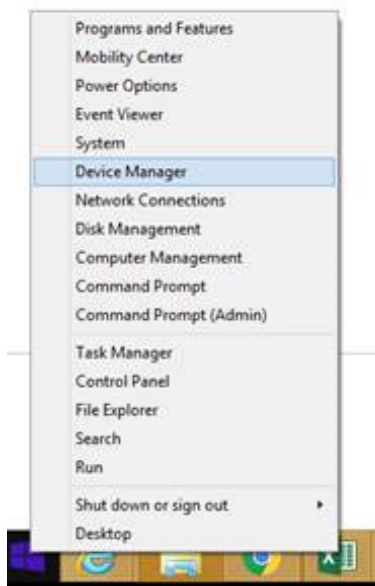 Programs and Features
Mobility Center
Power Options
Event Viewer
System
Device Manager
Network Connections
Disk Management
Computer Management
Command Prompt
Command Prompt (Admin)
Task Manager
Control Panel
File Explorer
Search
Run
Shut down or sign out
Desktop